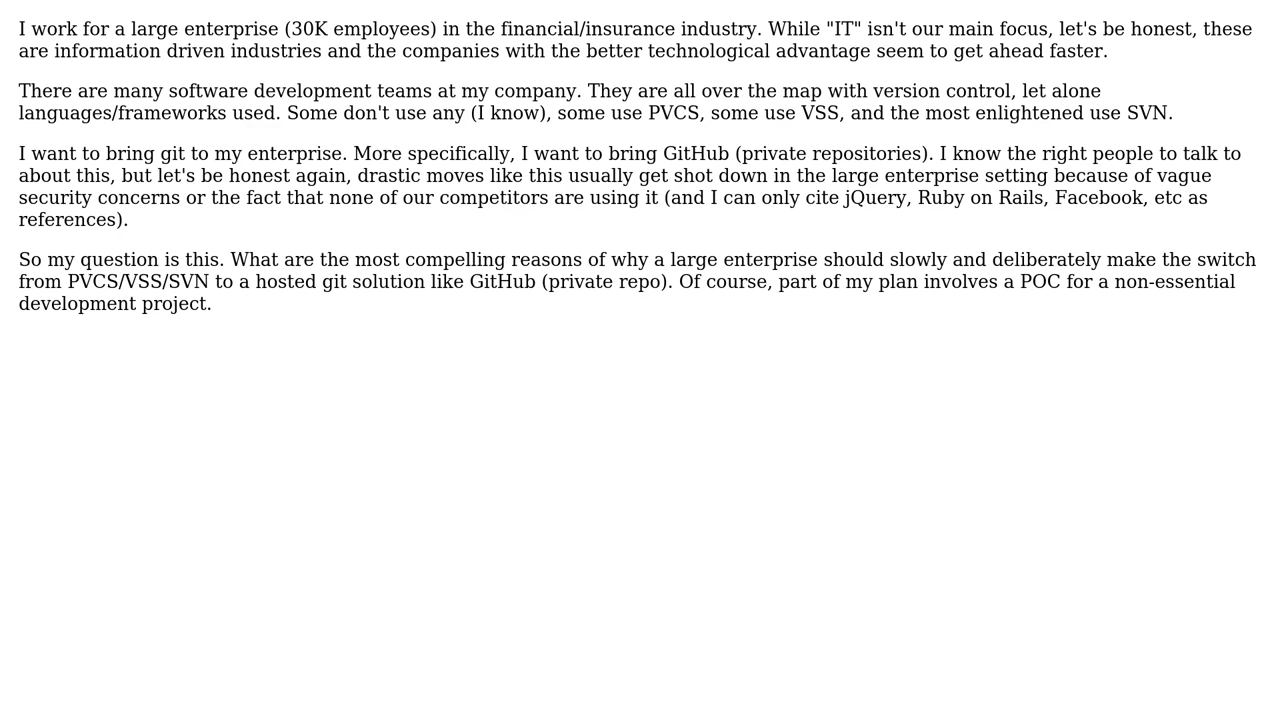 I work for a large enterprise (30K employees) in the financial/insurance industry. While "IT" isn't our main focus, let's be honest, these
are information driven industries and the companies with the better technological advantage seem to get ahead faster.
There are many software development teams at my company. They are all over the map with version control, let alone
languages/frameworks used. Some don't use any (I know), some use PVCS, some use VSS, and the most enlightened use SVN.
I want to bring git to my enterprise. More specifically, I want to bring GitHub (private repositories). I know the right people to talk to
about this, but let's be honest again, drastic moves like this usually get shot down in the large enterprise setting because of vague
security concerns or the fact that none of our competitors are using it (and I can only cite jQuery, Ruby on Rails, Facebook, etc as
references).
So my question is this. What are the most compelling reasons of why a large enterprise should slowly and deliberately make the switch
from PVCS/VSS/SVN to a hosted git solution like GitHub (private repo). Of course, part of my plan involves a POC for a non-essential
development project.